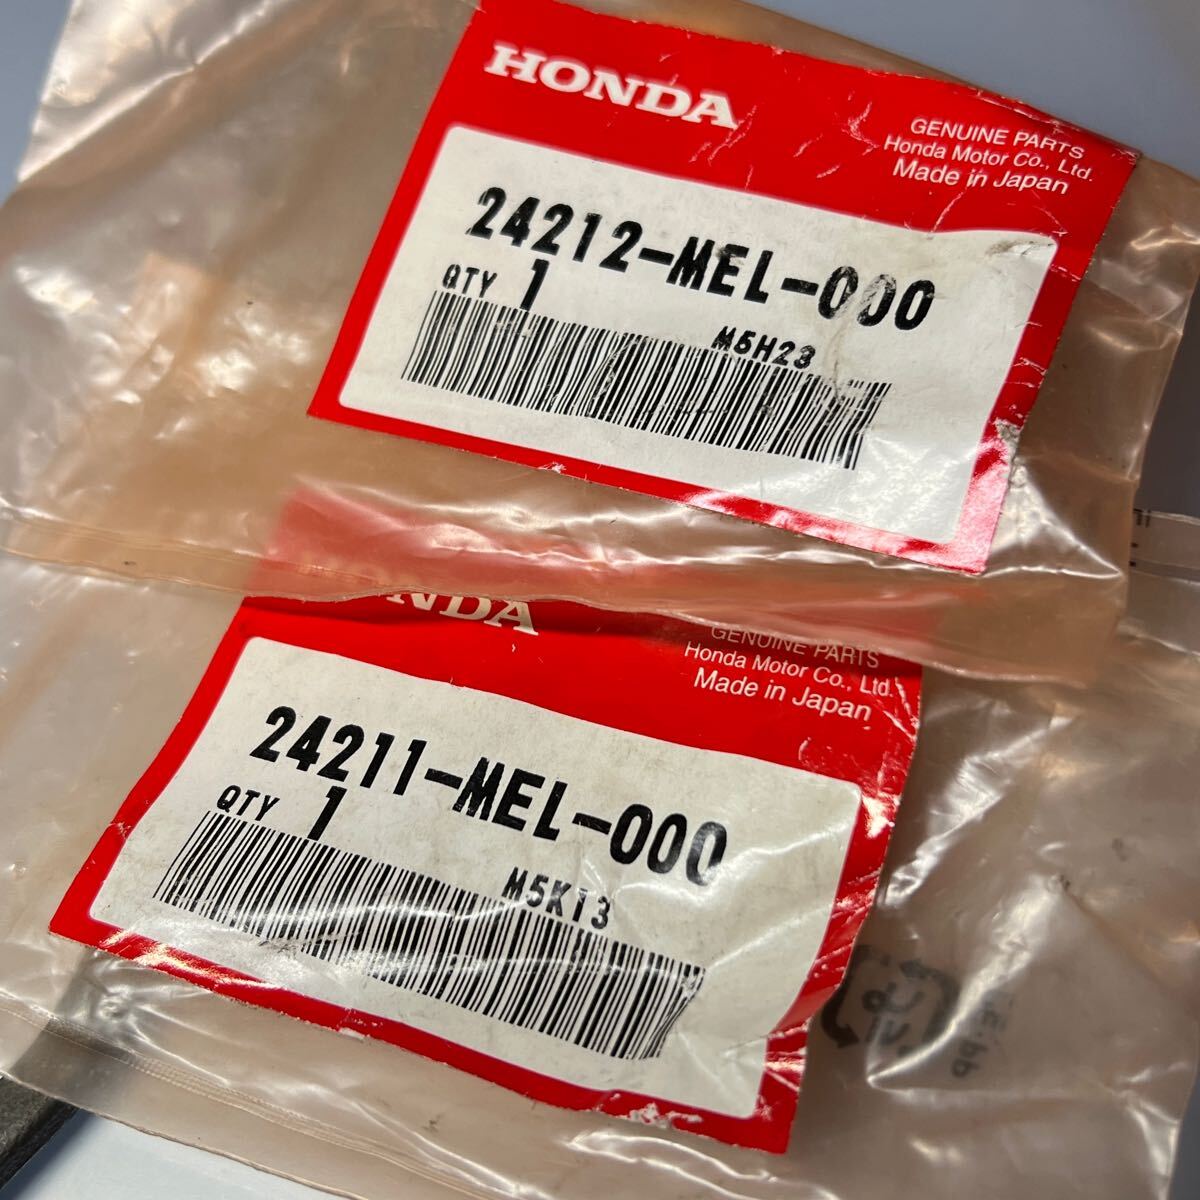 HONDA
GENUINE PARTS
Honda Motor Co., Ltd.
Made in Japan
24212-MEL-000
QTY 1
M5H23
HONDA
GENUINE PARTS
Honda Motor Co., Ltd.
Made in Japan
24211-MEL-000
QTY 1
M5K13